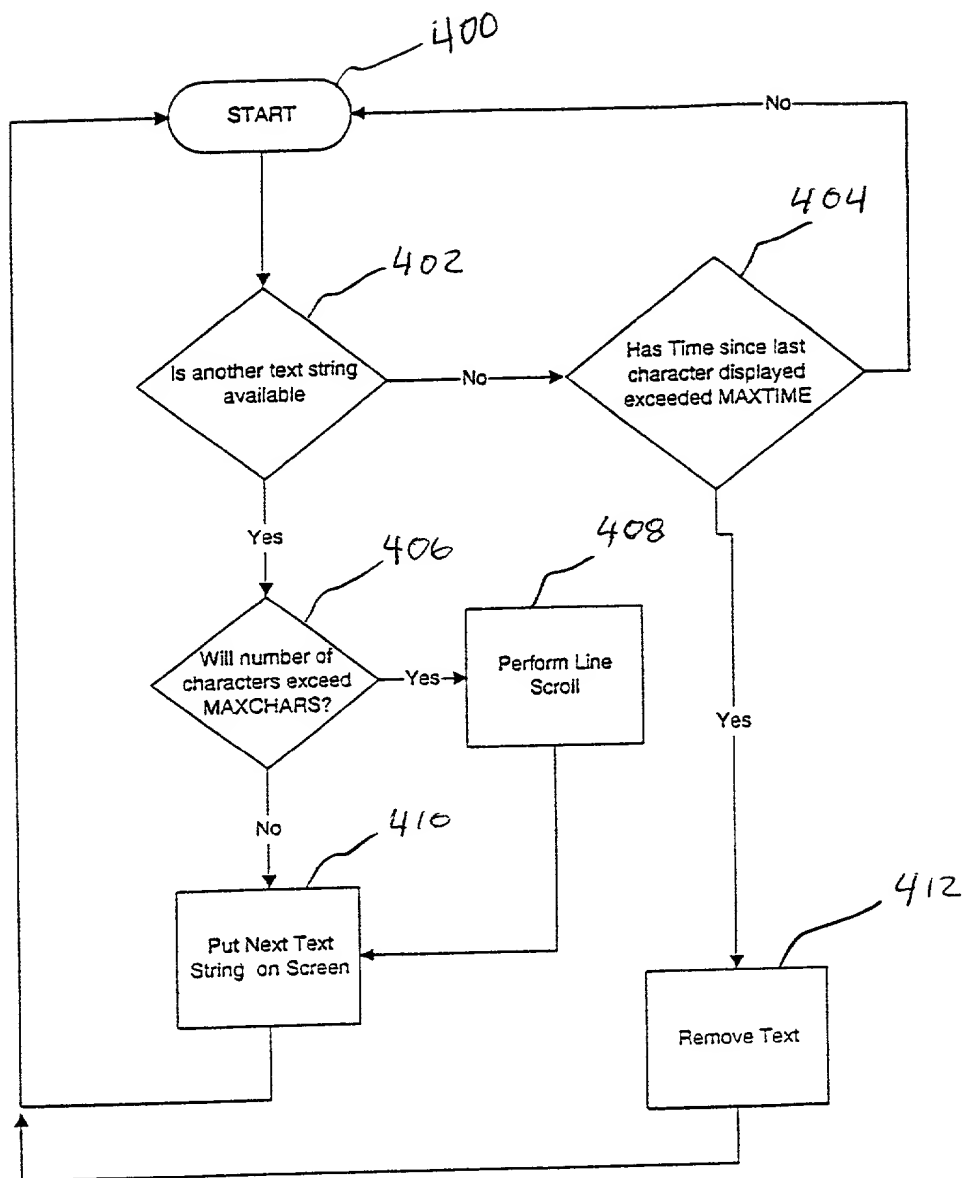 400
START
No
404
402
Is another text string
available
No
Has Time since last
character displayed
exceeded MAXTIME
Yes
406
408
Will number of
characters exceed
MAXCHARS?
Yes
Perform Line
Scroll
Yes
No
410
Put Next Text
String on Screen
412
Remove Text